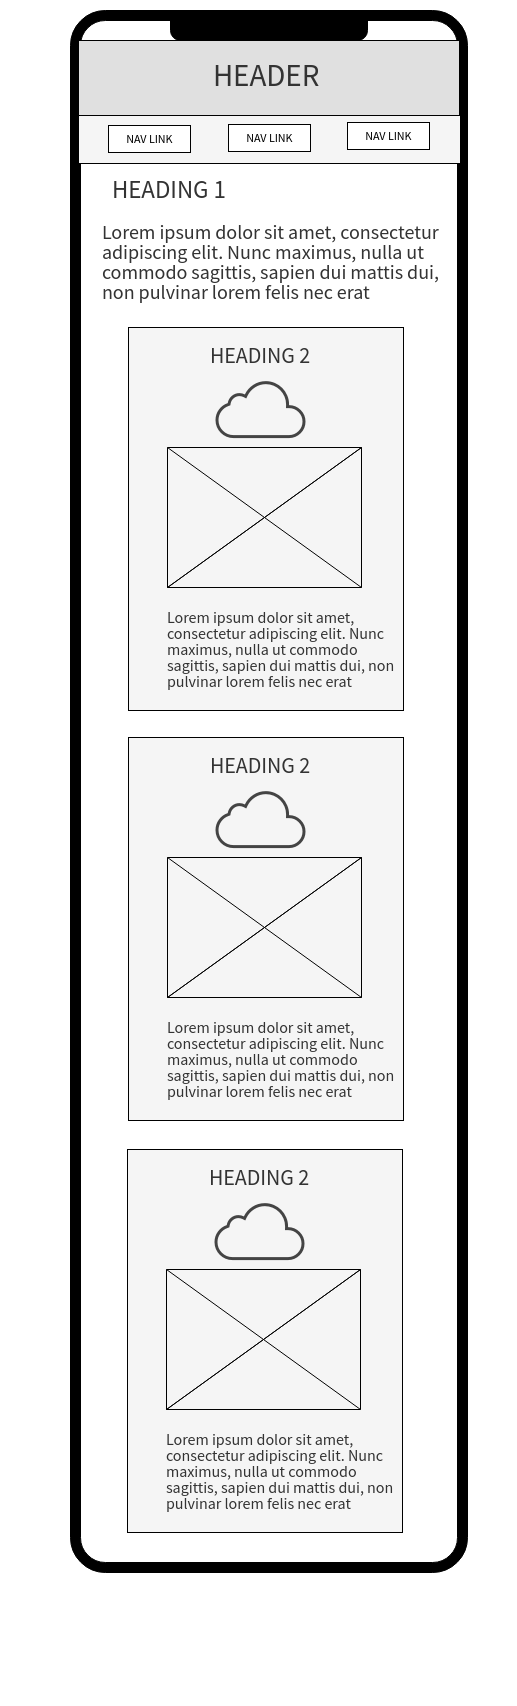 HEADER
NAV LINK NAV LINK NAV LINK
HEADING 1
Lorem ipsum dolor sit amet, consectetur
adipiscing elit. Nunc maximus, nulla ut
commodo sagittis, sapien dui mattis dui,
non pulvinar lorem felis nec erat
HEADING 2
Lorem ipsum dolor sit amet,
consectetur adipiscing elit. Nunc
maximus, nulla ut commodo
sagittis, sapien dui mattis dui, non
pulvinar lorem felis nec erat
HEADING 2
Lorem ipsum dolor sit amet,
consectetur adipiscing elit. Nunc
maximus, nulla ut commodo
sagittis, sapien dui mattis dui, non
pulvinar lorem felis nec erat
HEADING 2
Lorem ipsum dolor sit amet,
consectetur adipiscing elit. Nunc
maximus, nulla ut commodo
sagittis, sapien dui mattis dui, non
pulvinar lorem felis nec erat